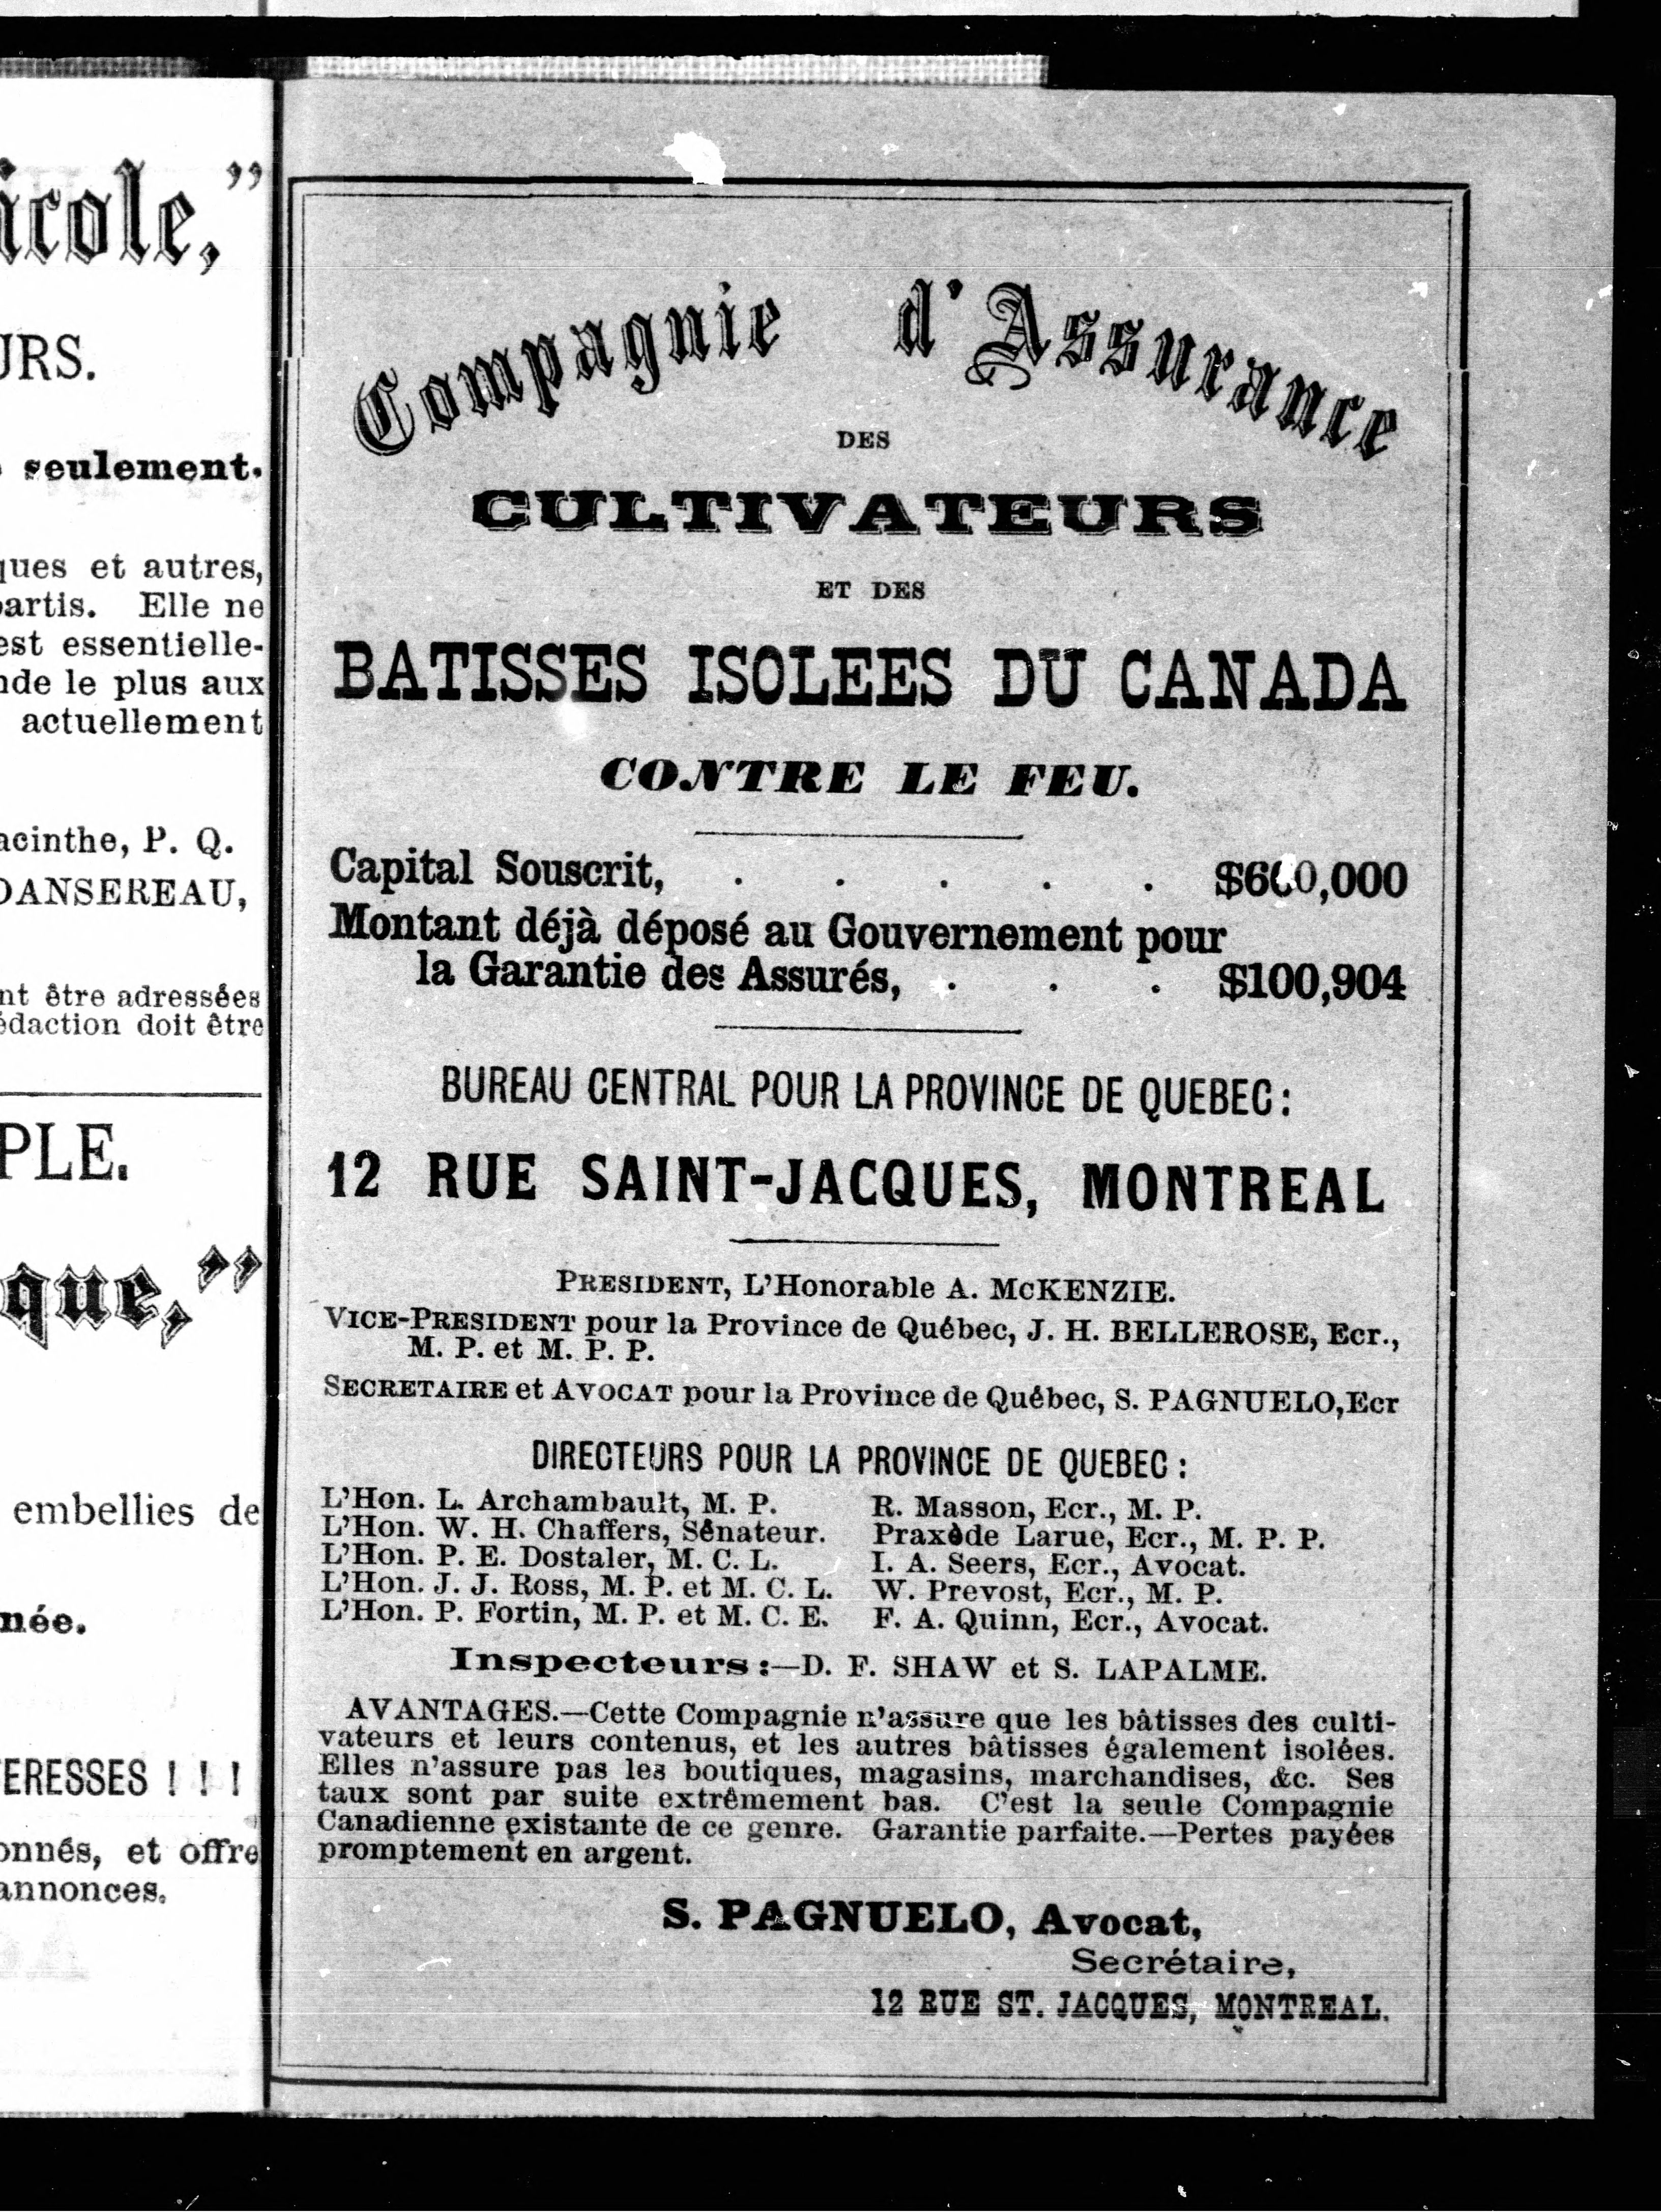 icole,"
URS.
seulement.
ques et autres,
partis. Elle ne
est essentielle-
nde le plus aux
actuellement
acinthe, P. Q.
DANSEREAU,
nt être adressées
édaction doit être
PLE.
que,"
embellies de
née.
ERESSES ! ! !
onnés, et offre
annonces.
Compagnie d'Assurance
DES
CULTIVATEURS
ET DES
BATISSES ISOLEES DU CANADA
CONTRE LE FEU.
Capital Souscrit, . . . . . $600,000
Montant déjà déposé au Gouvernement pour
la Garantie des Assurés, . . . $100,904
BUREAU CENTRAL POUR LA PROVINCE DE QUEBEC :
12 RUE SAINT-JACQUES, MONTREAL
PRESIDENT, L'Honorable A. McKENZIE.
VICE-PRESIDENT pour la Province de Québec, J. H. BELLEROSE, Ecr.,
M. P. et M. P. P.
SECRETAIRE et AVOCAT pour la Province de Québec, S. PAGNUELO, Ecr
DIRECTEURS POUR LA PROVINCE DE QUEBEC :
L'Hon. L. Archambault, M. P.
L'Hon. W. H. Chaffers, Sénateur.
L'Hon. P. E. Dostaler, M. C. L.
L'Hon. J. J. Ross, M. P. et M. C. L.
L'Hon. P. Fortin, M. P. et M. C. E.
R. Masson, Ecr., M. P.
Praxède Larue, Ecr., M. P. P.
I. A. Seers, Ecr., Avocat.
W. Prevost, Ecr., M. P.
F. A. Quinn, Ecr., Avocat.
Inspecteurs :—D. F. SHAW et S. LAPALME.
AVANTAGES.—Cette Compagnie n'assure que les bâtisses des culti-
vateurs et leurs contenus, et les autres bâtisses également isolées.
Elles n'assure pas les boutiques, magasins, marchandises, &c. Ses
taux sont par suite extrêmement bas. C'est la seule Compagnie
Canadienne existante de ce genre. Garantie parfaite.—Pertes payées
promptement en argent.
S. PAGNUELO, Avocat,
Secrétaire,
12 RUE ST. JACQUES, MONTREAL.